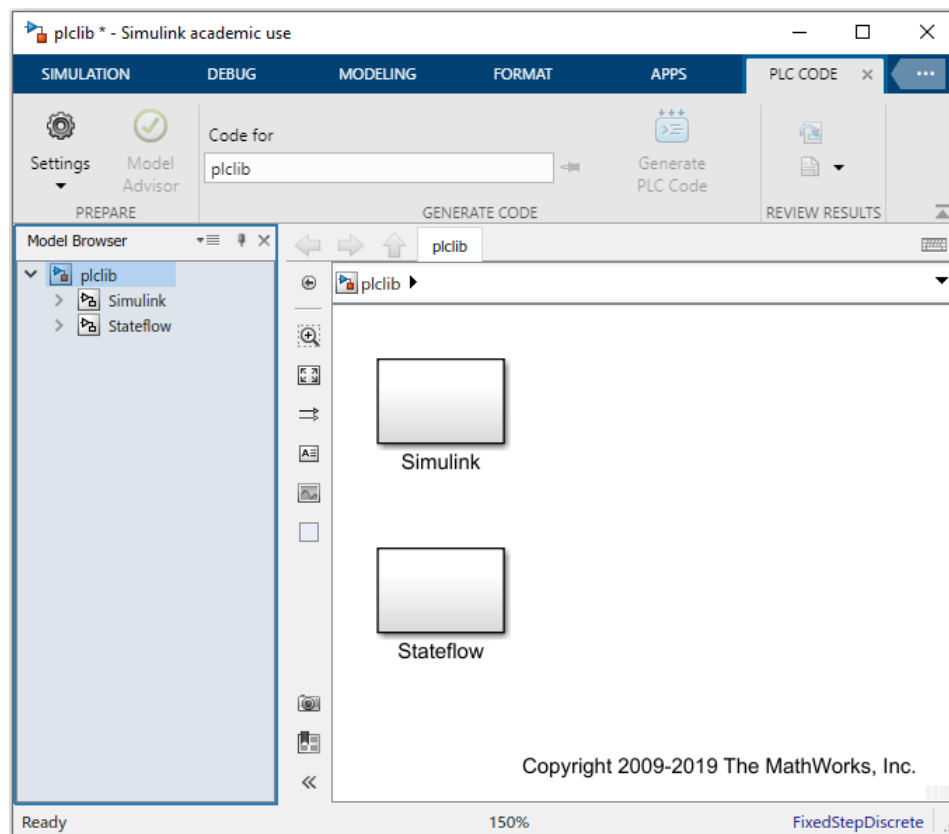 plclib * - Simulink academic use
SIMULATION DEBUG MODELING FORMAT APPS PLC CODE
Settings
Model
Advisor
PREPARE
Code for
plclib
Generate
PLC Code
GENERATE CODE
REVIEW RESULTS
Model Browser
plclib
Simulink
Stateflow
plclib
plclib
Simulink
Stateflow
Copyright 2009-2019 The MathWorks, Inc.
Ready 150% FixedStepDiscrete